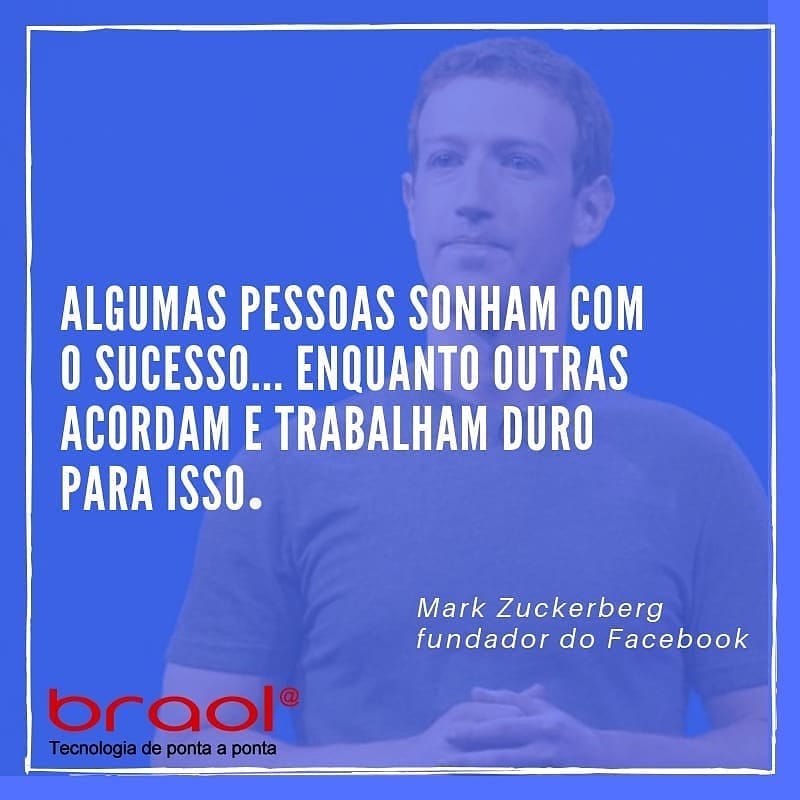 ALGUMAS PESSOAS SONHAM COM
O SUCESSO... ENQUANTO OUTRAS
ACORDAM E TRABALHAM DURO
PARA ISSO.
Mark Zuckerberg
fundador do Facebook
braol@
Tecnologia de ponta a ponta